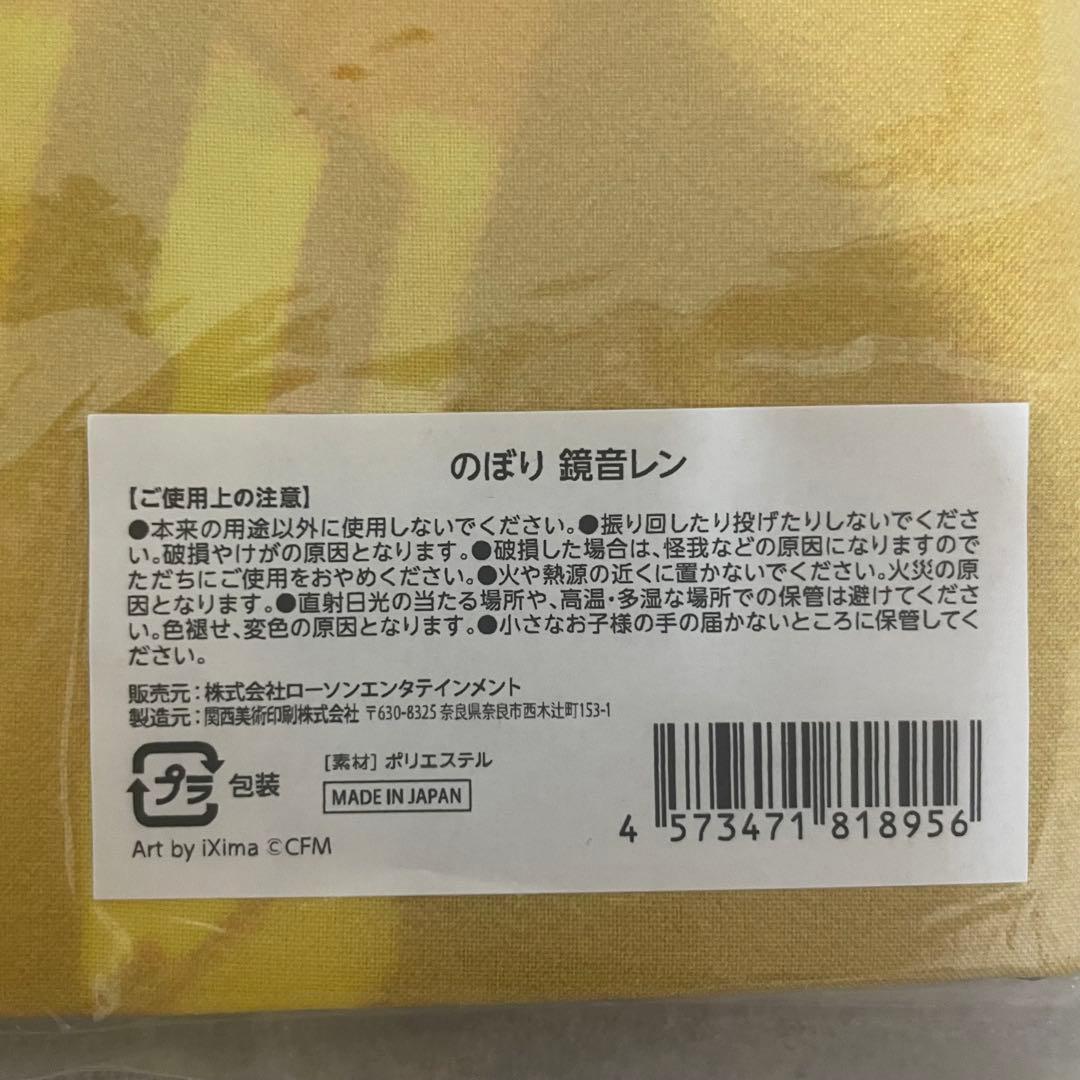 のぼり 鏡音レン
【ご使用上の注意】
●本来の用途以外に使用しないでください。●振り回したり投げたりしないでくださ
い。破損やけがの原因となります。●破損した場合は、怪我などの原因になりますので
ただちにご使用をおやめください。●火や熱源の近くに置かないでください。火災の原
因となります。●直射日光の当たる場所や、高温・多湿な場所での保管は避けてくださ
い。色褪せ、変色の原因となります。●小さなお子様の手の届かないところに保管してく
ださい。
販売元：株式会社ローソンエンタテインメント
製造元：関西美術印刷株式会社 〒630-8325 奈良県奈良市西木辻町153-1
プラ 包装
［素材］ポリエステル
MADE IN JAPAN
Art by iXima ©CFM
4 573471 818956